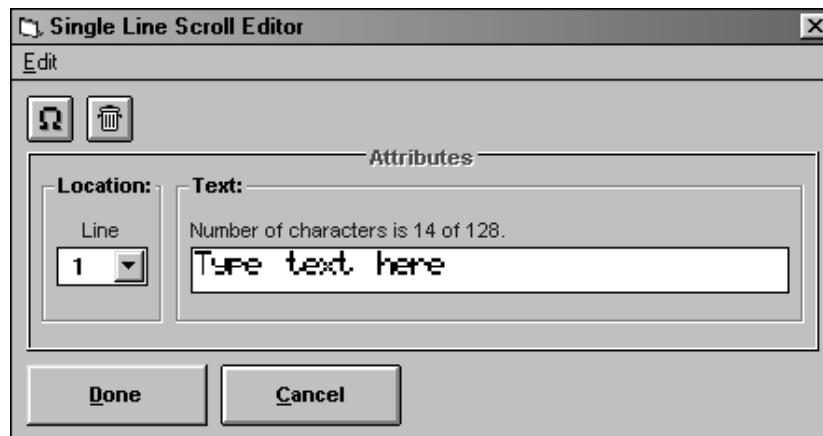 Single Line Scroll Editor
Edit
Ω
Attributes
Location:
Text:
Line
Number of characters is 14 of 128.
1
Type text here
Done
Cancel